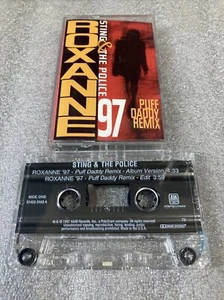 ROXANNE
STING & THE POLICE
97
PUFF
DADDY
REMIX
STING & THE POLICE
ROXANNE '97 - Puff Daddy Remix - Album Version 4:33
ROXANNE '97 - Puff Daddy Remix - Edit 3:59
SIDE ONE
A&M